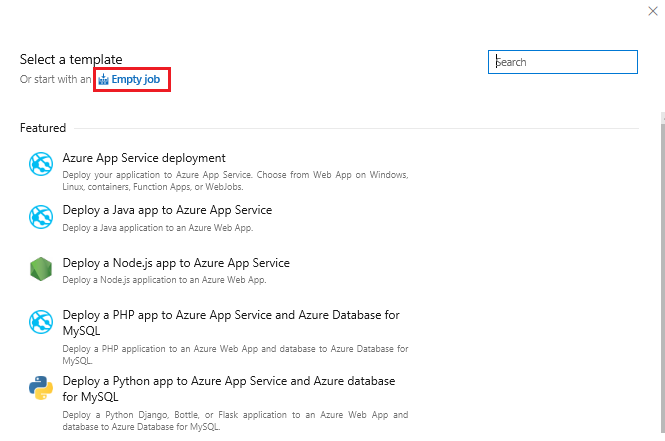 Select a template
Or start with an Empty job
Search
Featured
Azure App Service deployment
Deploy your application to Azure App Service. Choose from Web App on Windows,
Linux, containers, Function Apps, or WebJobs.
Deploy a Java app to Azure App Service
Deploy a Java application to an Azure Web App.
Deploy a Node.js app to Azure App Service
Deploy a Node.js application to an Azure Web App.
Deploy a PHP app to Azure App Service and Azure Database for
MySQL
Deploy a PHP application to an Azure Web App and database to Azure Database for
MySQL.
Deploy a Python app to Azure App Service and Azure database
for MySQL
Deploy a Python Django, Bottle, or Flask application to an Azure Web App and
database to Azure Database for MySQL.